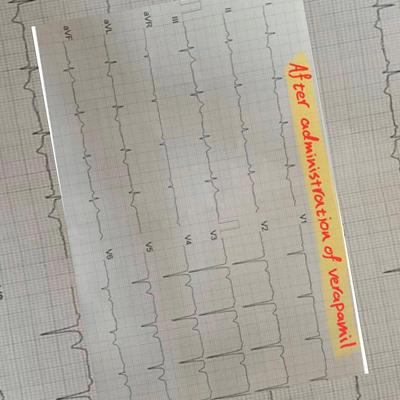 After administration of verapamil
I
II
III
aVR
aVL
aVF
V1
V2
V3
V4
V5
V6